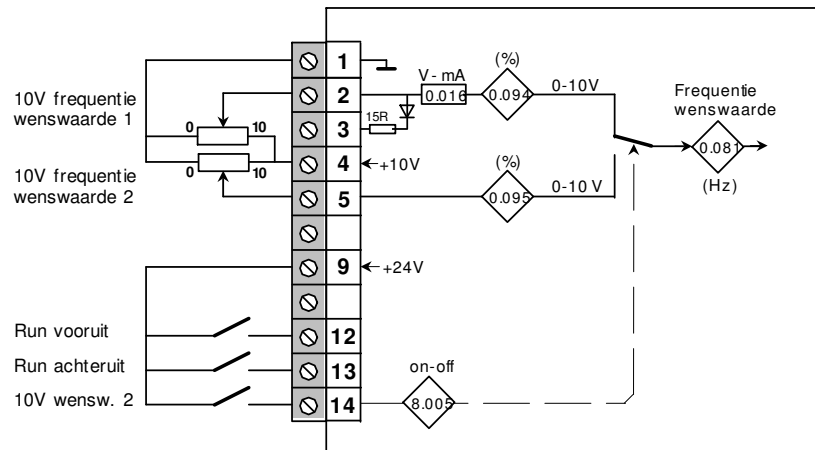 10V frequentie
wenswaarde 1
0 10
10V frequentie
wenswaarde 2
0 10
Run vooruit
Run achteruit
10V wensw. 2
1
2
3
4
5
9
12
13
14
15R
V - mA
0.016
(%)
0.094
0-10V
+10V
(%)
0.095
0-10 V
+24V
on-off
8.005
Frequentie
wenswaarde
0.081
(Hz)